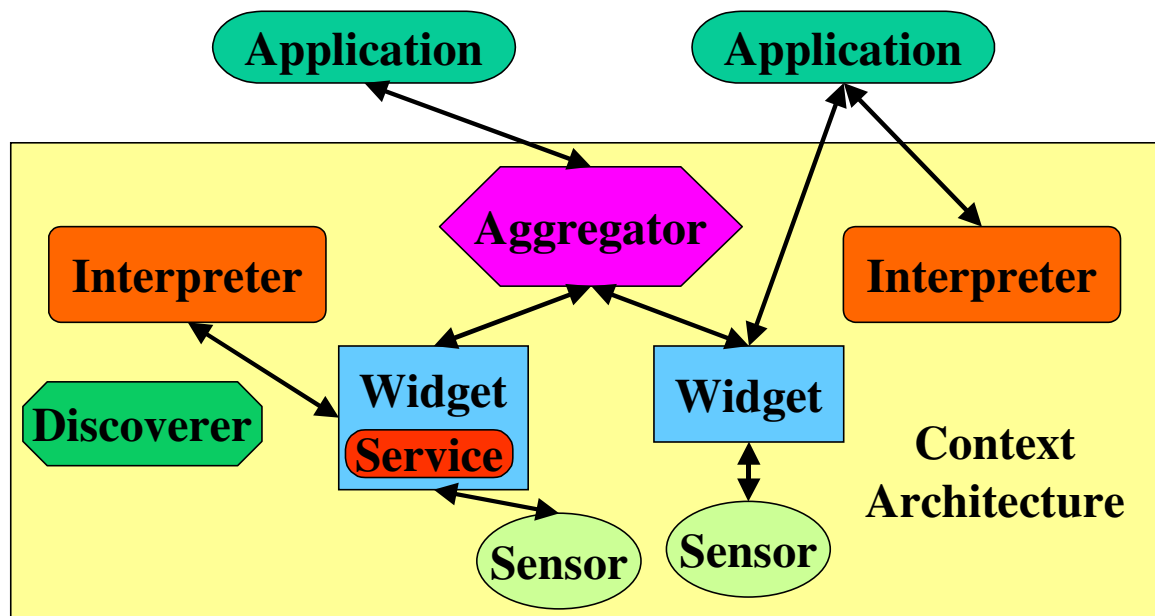 Application
Application
Aggregator
Interpreter
Interpreter
Widget
Widget
Discoverer
Service
Context
Architecture
Sensor
Sensor